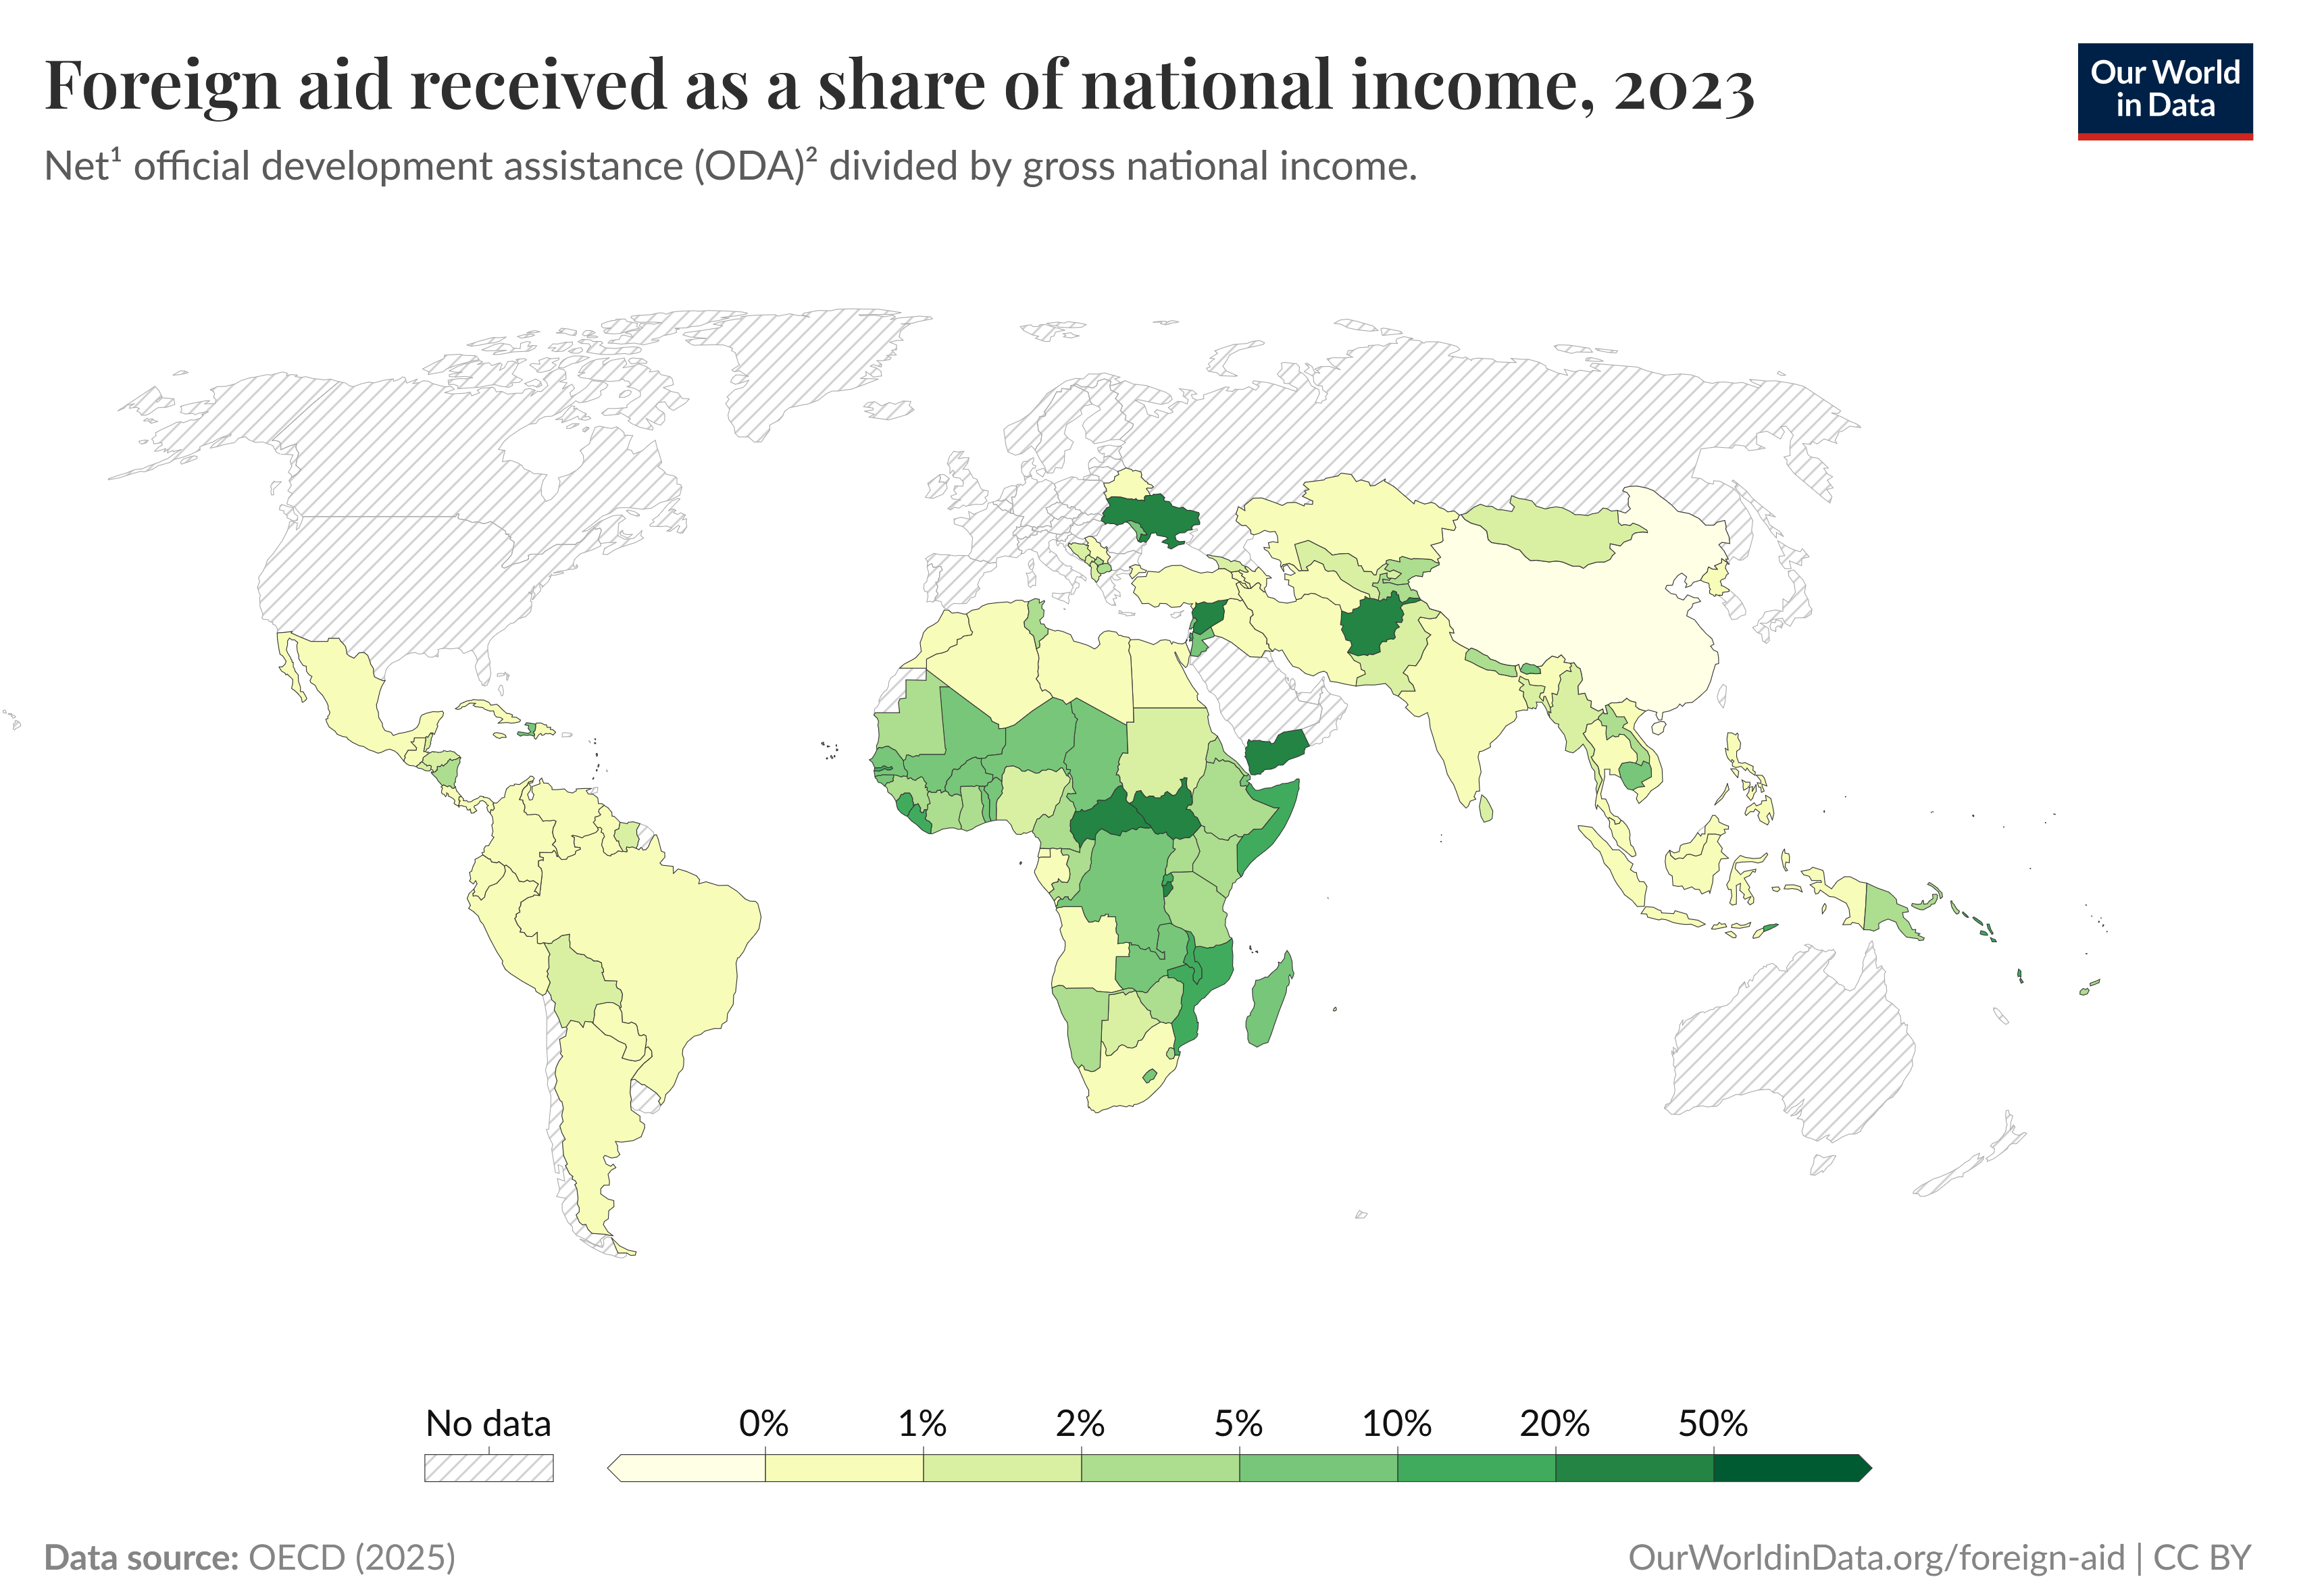 Foreign aid received as a share of national income, 2023
Our World
in Data
Net¹ official development assistance (ODA)² divided by gross national income.
No data
0% 1% 2% 5% 10% 20% 50%
Data source: OECD (2025)
OurWorldinData.org/foreign-aid | CC BY